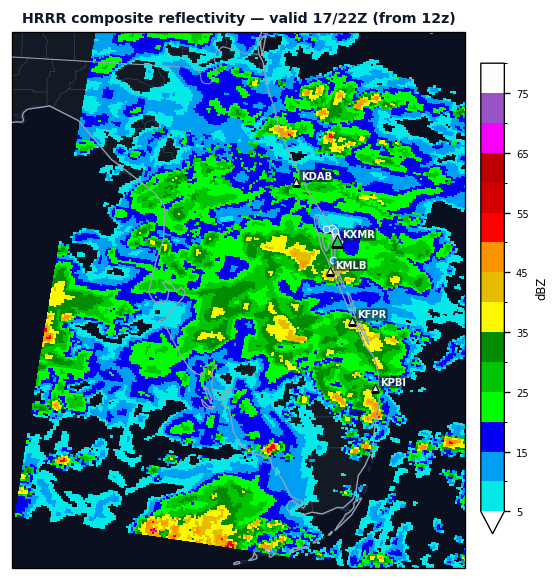 HRRR composite reflectivity — valid 17/22Z (from 12z)
KDAB
KXMR
KMLB
KFPR
KPBI
75
65
55
45
35
25
15
5
dBZ